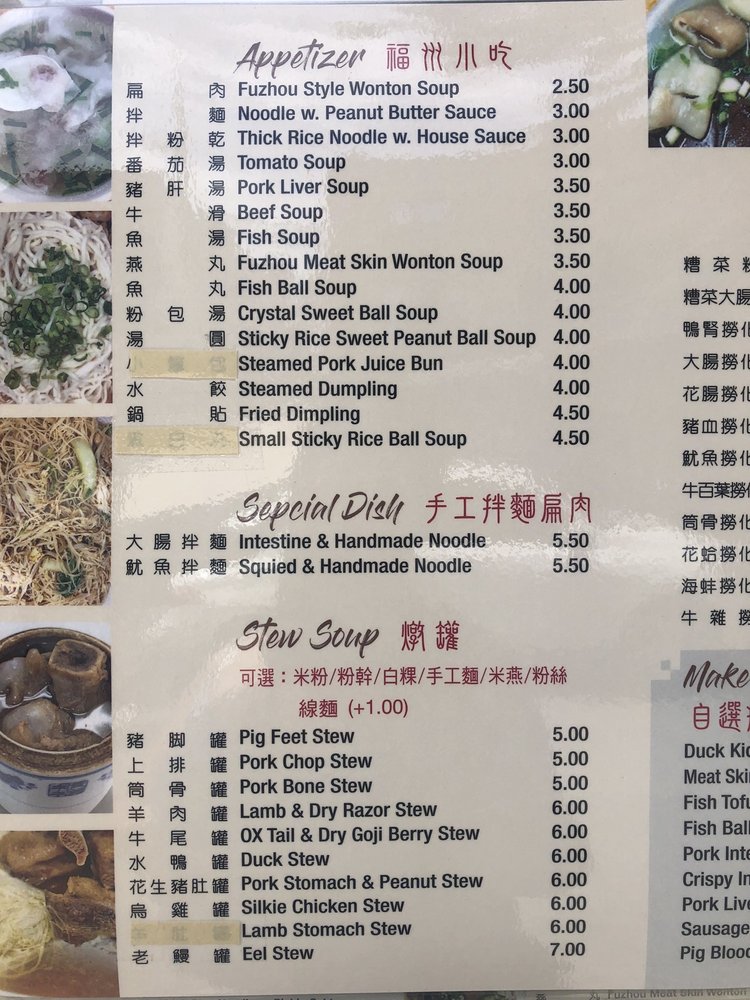 Appetizer 福州小吃
扁肉 Fuzhou Style Wonton Soup 2.50
拌麵 Noodle w. Peanut Butter Sauce 3.00
拌粉乾 Thick Rice Noodle w. House Sauce 3.00
番茄湯 Tomato Soup 3.00
豬肝湯 Pork Liver Soup 3.50
牛滑 Beef Soup 3.50
魚湯 Fish Soup 3.50
燕丸 Fuzhou Meat Skin Wonton Soup 3.50
魚丸 Fish Ball Soup 4.00
粉包湯 Crystal Sweet Ball Soup 4.00
湯圓 Sticky Rice Sweet Peanut Ball Soup 4.00
小籠包 Steamed Pork Juice Bun 4.00
水餃 Steamed Dumpling 4.00
鍋貼 Fried Dimpling 4.50
Small Sticky Rice Ball Soup 4.50
Sepcial Dish 手工拌麵扁肉
大腸拌麵 Intestine & Handmade Noodle 5.50
魷魚拌麵 Squied & Handmade Noodle 5.50
Stew Soup 燉罐
可選：米粉/粉幹/白粿/手工麵/米燕/粉絲
線麵 (+1.00)
豬脚罐 Pig Feet Stew 5.00
上排罐 Pork Chop Stew 5.00
筒骨罐 Pork Bone Stew 5.00
羊肉罐 Lamb & Dry Razor Stew 6.00
牛尾罐 OX Tail & Dry Goji Berry Stew 6.00
水鴨罐 Duck Stew 6.00
花生豬肚罐 Pork Stomach & Peanut Stew 6.00
烏雞罐 Silkie Chicken Stew 6.00
羊肚罐 Lamb Stomach Stew 6.00
老鰻罐 Eel Stew 7.00
糟菜
糟菜大腸
鴨腎撈化
大腸撈化
花腸撈化
豬血撈化
魷魚撈化
牛百葉撈化
筒骨撈化
花蛤撈化
海蚌撈化
牛雜撈
Make
自選
Duck Kid
Meat Skin
Fish Tofu
Fish Ball
Pork Inte
Crispy In
Pork Live
Sausage
Pig Blood
Fuzhou Meat Skin Wonton